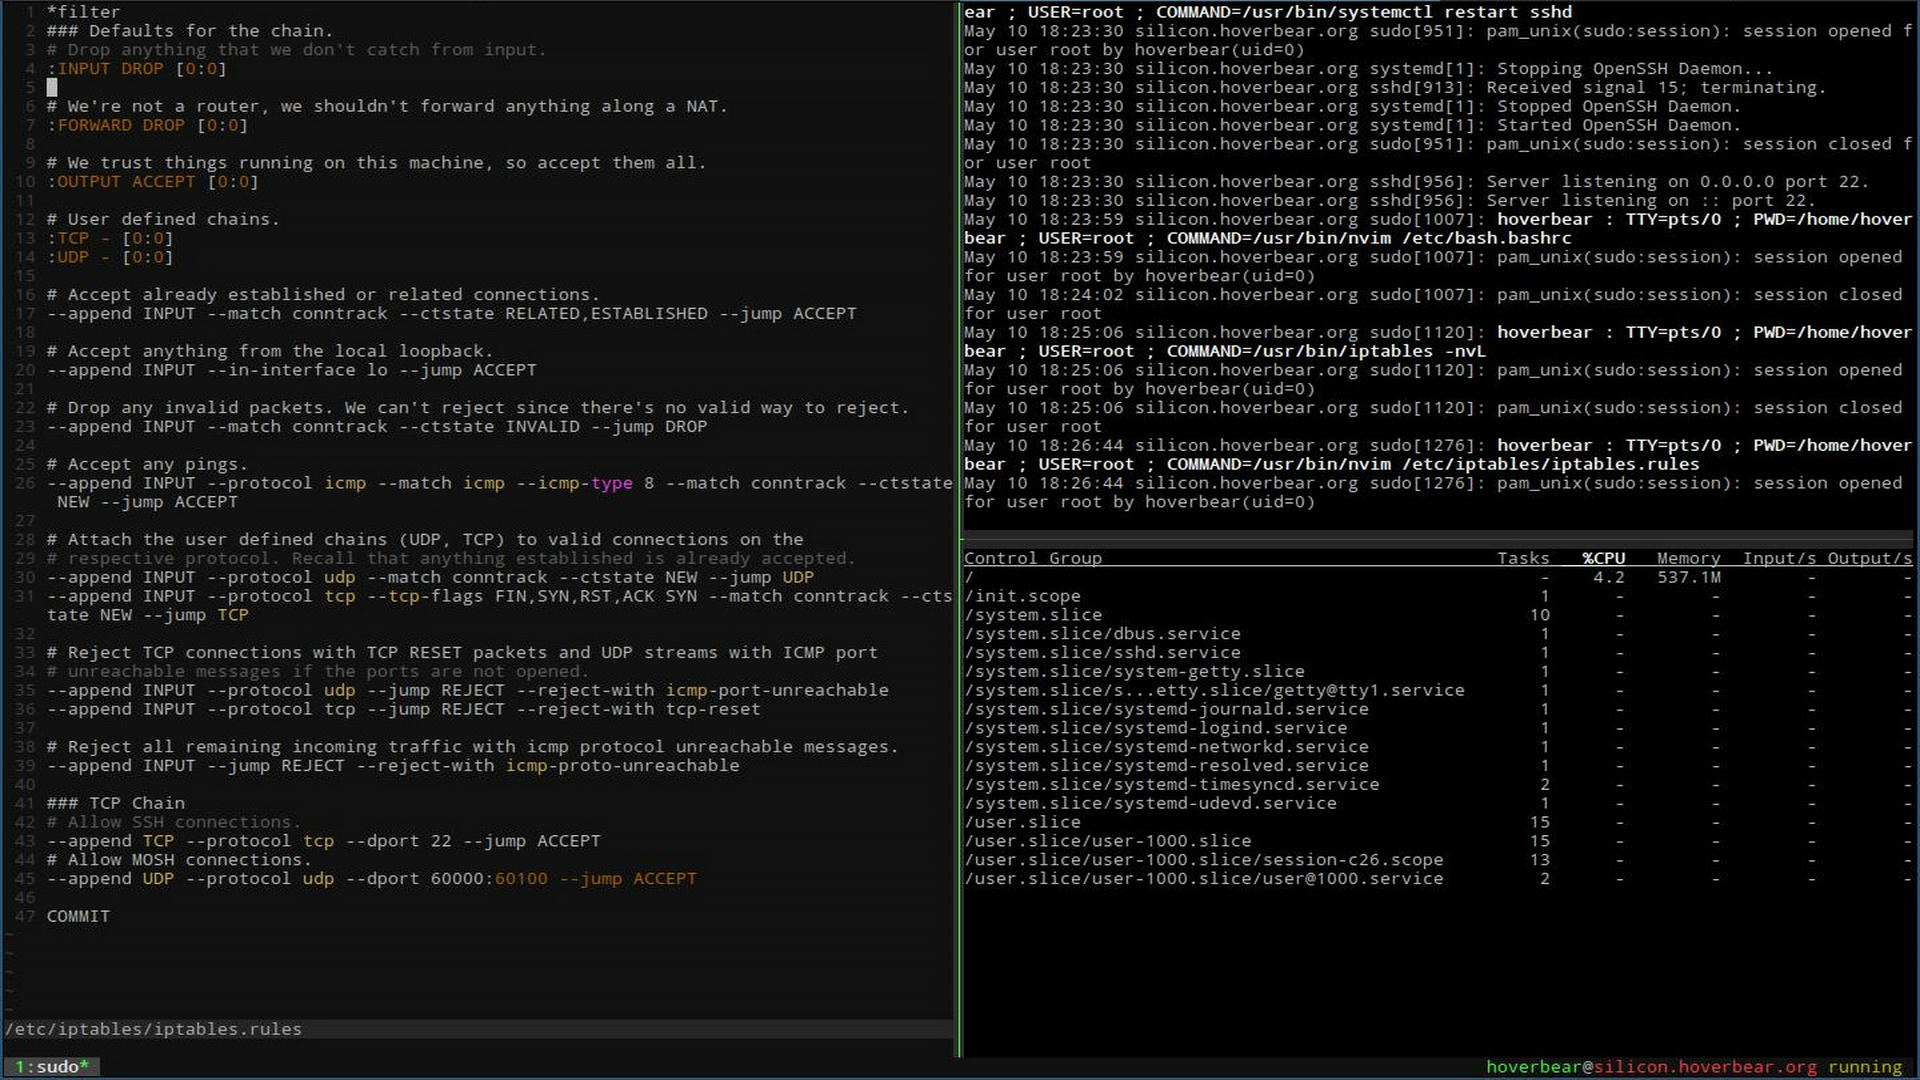 1 *filter
2 ### Defaults for the chain.
3 # Drop anything that we don't catch from input.
4 :INPUT DROP [0:0]
5
6 # We're not a router, we shouldn't forward anything along a NAT.
7 :FORWARD DROP [0:0]
8
9 # We trust things running on this machine, so accept them all.
10 :OUTPUT ACCEPT [0:0]
11
12 # User defined chains.
13 :TCP - [0:0]
14 :UDP - [0:0]
15
16 # Accept already established or related connections.
17 --append INPUT --match conntrack --ctstate RELATED,ESTABLISHED --jump ACCEPT
18
19 # Accept anything from the local loopback.
20 --append INPUT --in-interface lo --jump ACCEPT
21
22 # Drop any invalid packets. We can't reject since there's no valid way to reject.
23 --append INPUT --match conntrack --ctstate INVALID --jump DROP
24
25 # Accept any pings.
26 --append INPUT --protocol icmp --match icmp --icmp-type 8 --match conntrack --ctstate
NEW --jump ACCEPT
27
28 # Attach the user defined chains (UDP, TCP) to valid connections on the
29 # respective protocol. Recall that anything established is already accepted.
30 --append INPUT --protocol udp --match conntrack --ctstate NEW --jump UDP
31 --append INPUT --protocol tcp --tcp-flags FIN,SYN,RST,ACK SYN --match conntrack --cts
tate NEW --jump TCP
32
33 # Reject TCP connections with TCP RESET packets and UDP streams with ICMP port
34 # unreachable messages if the ports are not opened.
35 --append INPUT --protocol udp --jump REJECT --reject-with icmp-port-unreachable
36 --append INPUT --protocol tcp --jump REJECT --reject-with tcp-reset
37
38 # Reject all remaining incoming traffic with icmp protocol unreachable messages.
39 --append INPUT --jump REJECT --reject-with icmp-proto-unreachable
40
41 ### TCP Chain
42 # Allow SSH connections.
43 --append TCP --protocol tcp --dport 22 --jump ACCEPT
44 # Allow MOSH connections.
45 --append UDP --protocol udp --dport 60000:60100 --jump ACCEPT
46
47 COMMIT
~
~
~
~
~
/etc/iptables/iptables.rules
ear ; USER=root ; COMMAND=/usr/bin/systemctl restart sshd
May 10 18:23:30 silicon.hoverbear.org sudo[951]: pam_unix(sudo:session): session opened f
or user root by hoverbear(uid=0)
May 10 18:23:30 silicon.hoverbear.org systemd[1]: Stopping OpenSSH Daemon...
May 10 18:23:30 silicon.hoverbear.org sshd[913]: Received signal 15; terminating.
May 10 18:23:30 silicon.hoverbear.org systemd[1]: Stopped OpenSSH Daemon.
May 10 18:23:30 silicon.hoverbear.org systemd[1]: Started OpenSSH Daemon.
May 10 18:23:30 silicon.hoverbear.org sudo[951]: pam_unix(sudo:session): session closed f
or user root
May 10 18:23:30 silicon.hoverbear.org sshd[956]: Server listening on 0.0.0.0 port 22.
May 10 18:23:30 silicon.hoverbear.org sshd[956]: Server listening on :: port 22.
May 10 18:23:59 silicon.hoverbear.org sudo[1007]: hoverbear : TTY=pts/0 ; PWD=/home/hover
bear ; USER=root ; COMMAND=/usr/bin/nvim /etc/bash.bashrc
May 10 18:23:59 silicon.hoverbear.org sudo[1007]: pam_unix(sudo:session): session opened
for user root by hoverbear(uid=0)
May 10 18:24:02 silicon.hoverbear.org sudo[1007]: pam_unix(sudo:session): session closed
for user root
May 10 18:25:06 silicon.hoverbear.org sudo[1120]: hoverbear : TTY=pts/0 ; PWD=/home/hover
bear ; USER=root ; COMMAND=/usr/bin/iptables -nvL
May 10 18:25:06 silicon.hoverbear.org sudo[1120]: pam_unix(sudo:session): session opened
for user root by hoverbear(uid=0)
May 10 18:25:06 silicon.hoverbear.org sudo[1120]: pam_unix(sudo:session): session closed
for user root
May 10 18:26:44 silicon.hoverbear.org sudo[1276]: hoverbear : TTY=pts/0 ; PWD=/home/hover
bear ; USER=root ; COMMAND=/usr/bin/nvim /etc/iptables/iptables.rules
May 10 18:26:44 silicon.hoverbear.org sudo[1276]: pam_unix(sudo:session): session opened
for user root by hoverbear(uid=0)
Control Group Tasks %CPU Memory Input/s Output/s
/ - 4.2 537.1M - -
/init.scope 1 - - - -
/system.slice 10 - - - -
/system.slice/dbus.service 1 - - - -
/system.slice/sshd.service 1 - - - -
/system.slice/system-getty.slice 1 - - - -
/system.slice/s...etty.slice/getty@tty1.service 1 - - - -
/system.slice/systemd-journald.service 1 - - - -
/system.slice/systemd-logind.service 1 - - - -
/system.slice/systemd-networkd.service 1 - - - -
/system.slice/systemd-resolved.service 1 - - - -
/system.slice/systemd-timesyncd.service 2 - - - -
/system.slice/systemd-udevd.service 1 - - - -
/user.slice 15 - - - -
/user.slice/user-1000.slice 15 - - - -
/user.slice/user-1000.slice/session-c26.scope 13 - - - -
/user.slice/user-1000.slice/user@1000.service 2 - - - -
1:sudo* hoverbear@silicon.hoverbear.org running